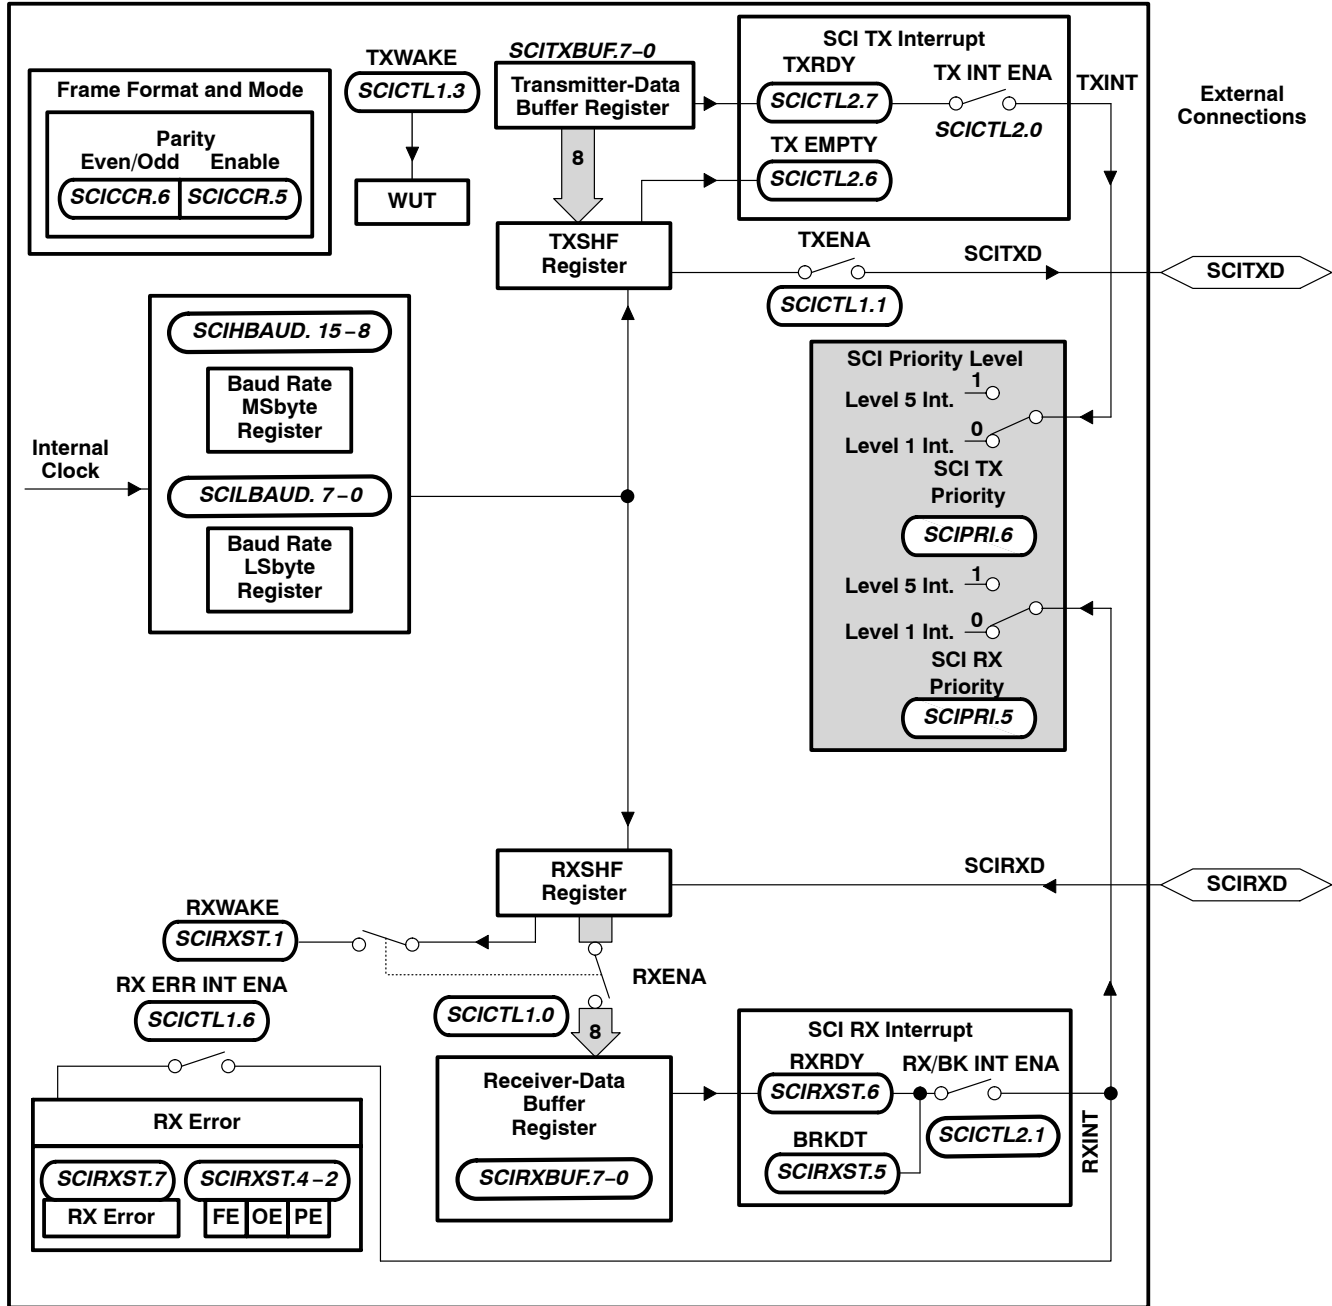 TXWAKE
SCICTL1.3
WUT
Frame Format and Mode
Parity
Even/Odd Enable
SCICCR.6 SCICCR.5
SCITXBUF.7–0
Transmitter-Data
Buffer Register
8
TXSHF
Register
SCI TX Interrupt
TXRDY
SCICTL2.7
TX INT ENA
SCICTL2.0
TX EMPTY
SCICTL2.6
TXINT
External
Connections
TXENA
SCICTL1.1
SCITXD
SCITXD
SCIHBAUD. 15–8
Baud Rate
MSbyte
Register
Internal
Clock
SCILBAUD. 7–0
Baud Rate
LSbyte
Register
SCI Priority Level
Level 5 Int. 1
Level 1 Int. 0
SCI TX
Priority
SCIPRI.6
Level 5 Int. 1
Level 1 Int. 0
SCI RX
Priority
SCIPRI.5
RXSHF
Register
SCIRXD
SCIRXD
RXWAKE
SCIRXST.1
RXENA
SCICTL1.0
8
RX ERR INT ENA
SCICTL1.6
RX Error
SCIRXST.7 SCIRXST.4–2
RX Error FE OE PE
Receiver-Data
Buffer
Register
SCIRXBUF.7–0
SCI RX Interrupt
RXRDY
SCIRXST.6
RX/BK INT ENA
SCICTL2.1
BRKDT
SCIRXST.5
RXINT